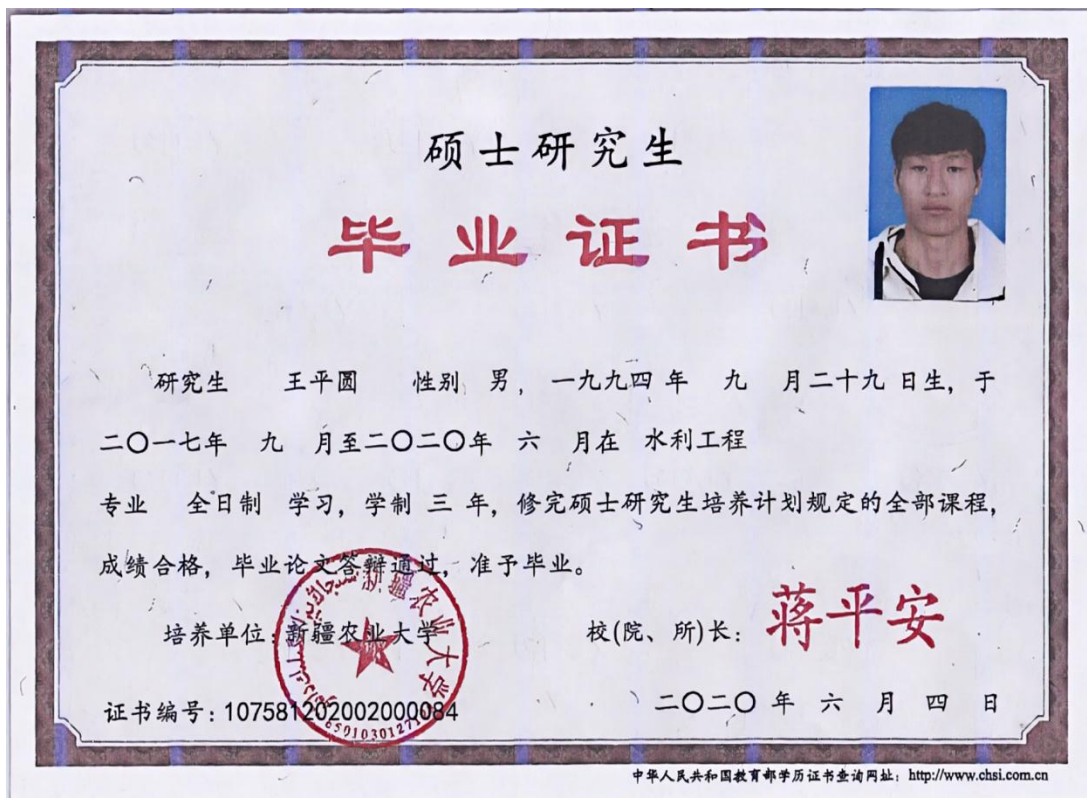 硕士研究生
毕业证书
研究生 王平圆 性别 男, 一九九四 年 九 月二十九 日生, 于
二〇一七年 九 月至二〇二〇年 六 月在 水利工程
专业 全日制 学习, 学制 三 年, 修完硕士研究生培养计划规定的全部课程,
成绩合格, 毕业论文答辩通过, 准予毕业。
新疆农业大学
培养单位: 新疆农业大学
校(院、所)长: 蒋平安
证书编号: 107581202002000084
二〇二〇 年 六 月 四 日
中华人民共和国教育部学历证书查询网址: http://www.chsi.com.cn